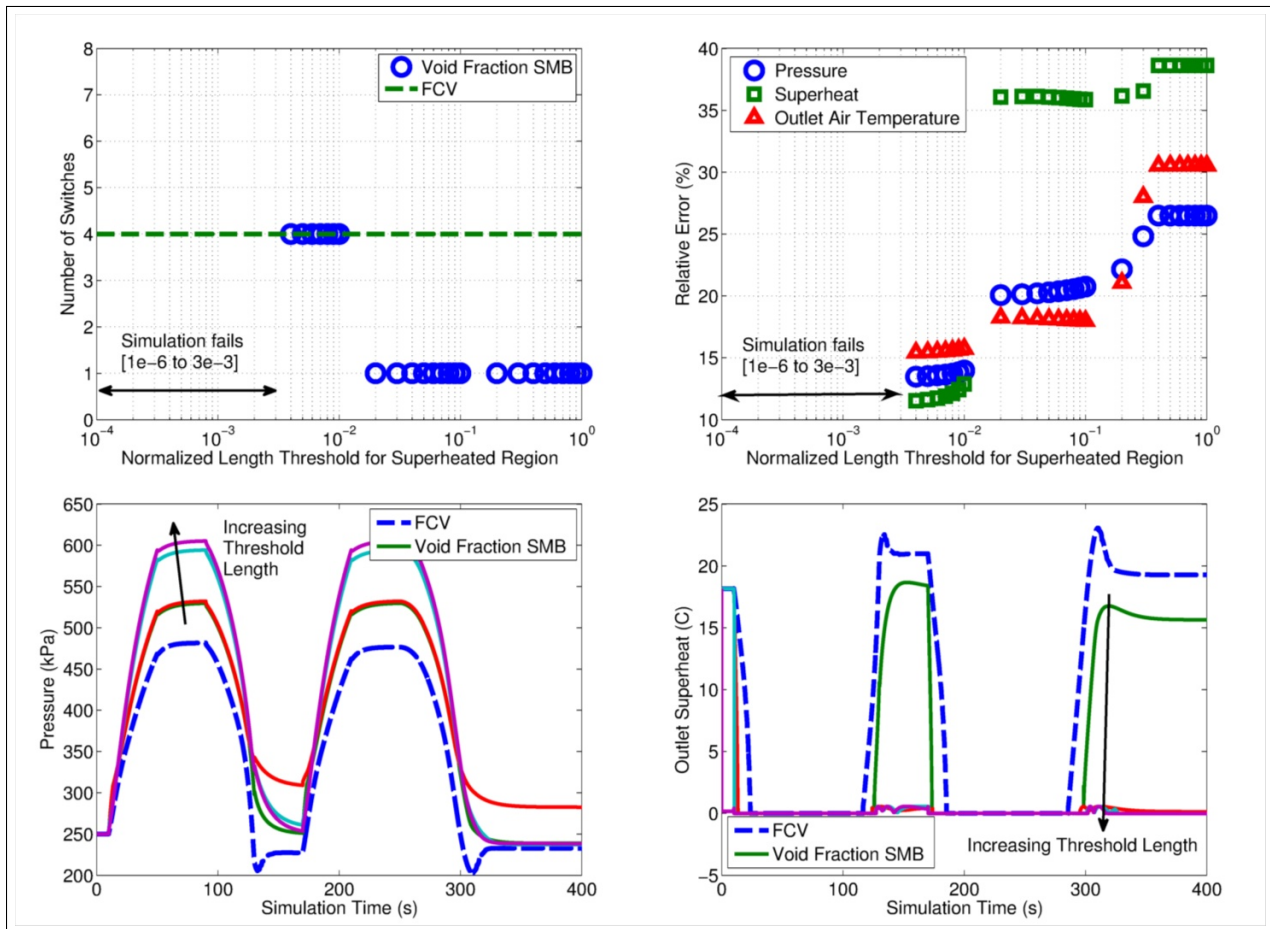 8
7
6
5
4
3
2
1
0
Number of Switches
Void Fraction SMB
FCV
Simulation fails
[1e−6 to 3e−3]
10−4 10−3 10−2 10−1 100
Normalized Length Threshold for Superheated Region
40
35
30
25
20
15
10
Relative Error (%)
Pressure
Superheat
Outlet Air Temperature
Simulation fails
[1e−6 to 3e−3]
10−4 10−3 10−2 10−1 100
Normalized Length Threshold for Superheated Region
650
600
550
500
450
400
350
300
250
200
Pressure (kPa)
Increasing
Threshold
Length
FCV
Void Fraction SMB
0 100 200 300 400
Simulation Time (s)
25
20
15
10
5
0
−5
Outlet Superheat (C)
FCV
Void Fraction SMB
Increasing Threshold Length
0 100 200 300 400
Simulation Time (s)